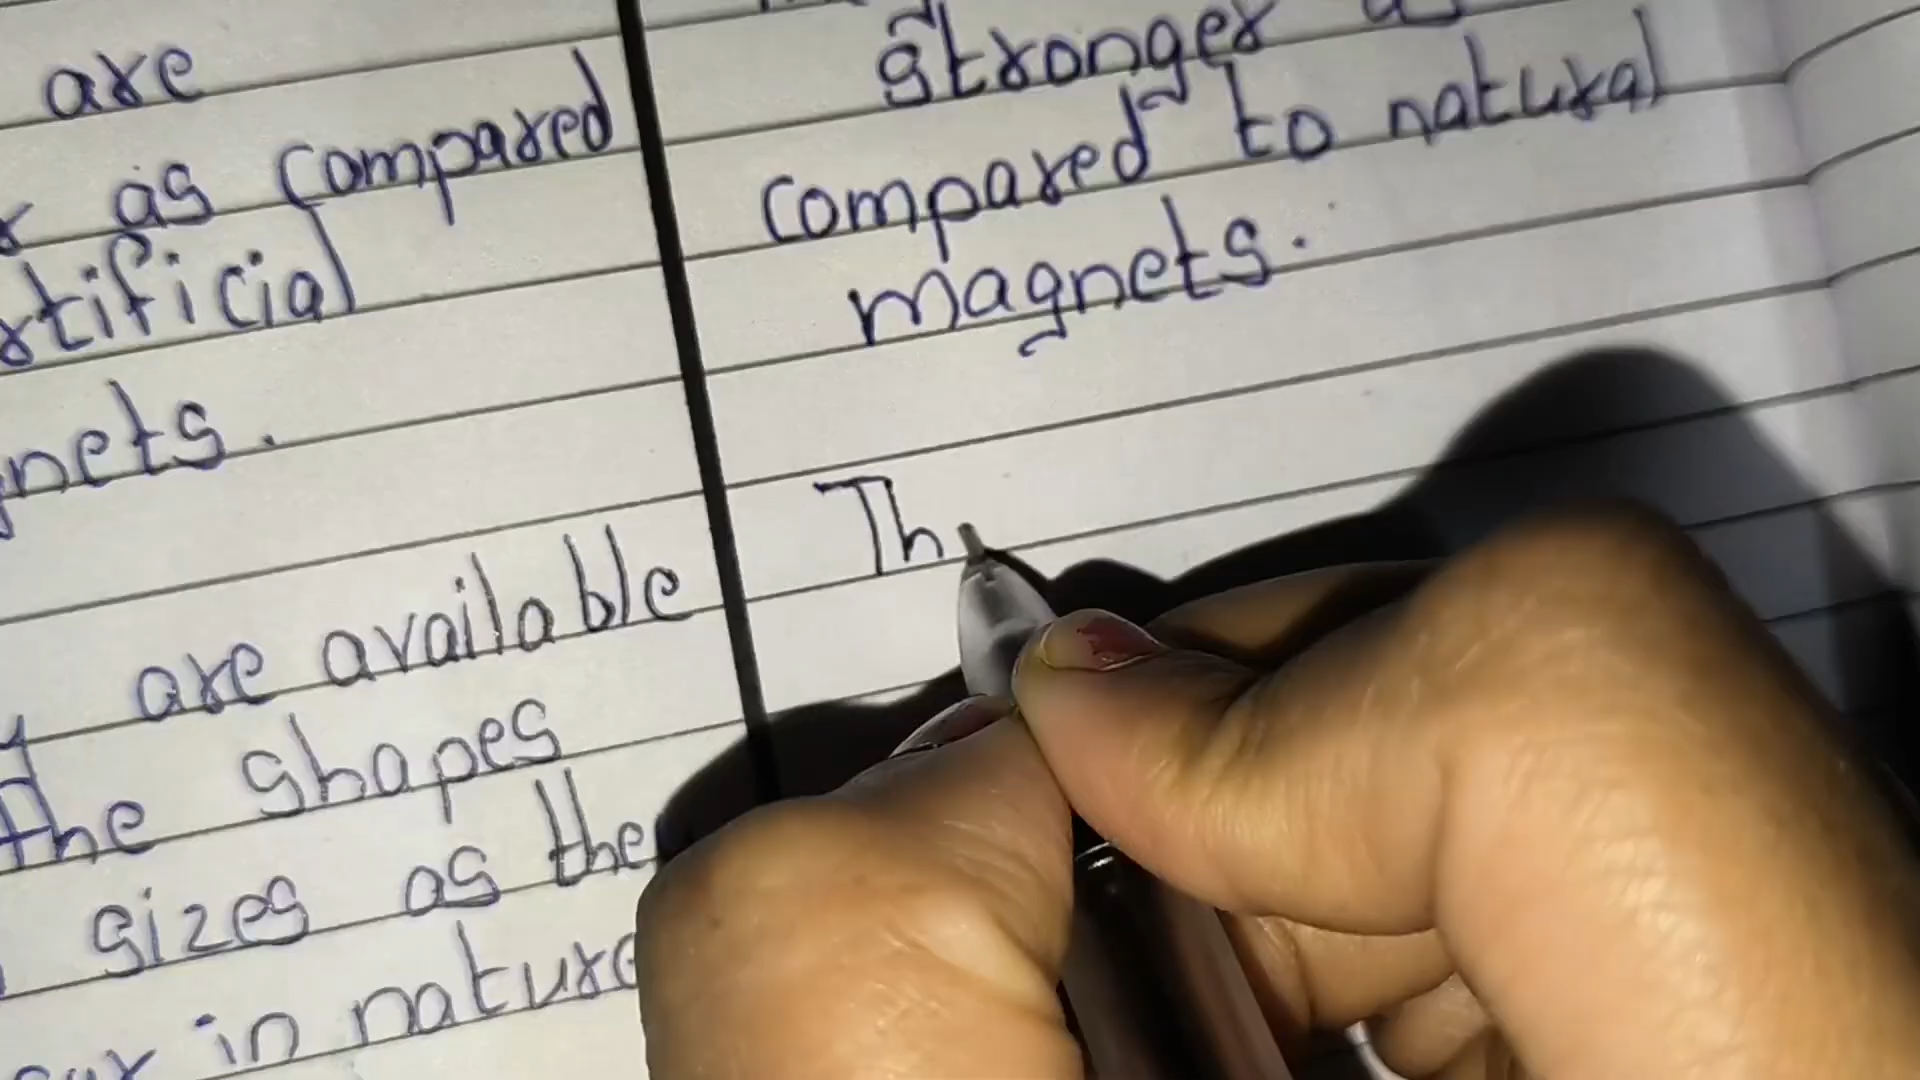 are
as compared
rtificial
nets.
are available
the shapes
sizes as the
in nature
stronger
compared to natural
magnets.
Th